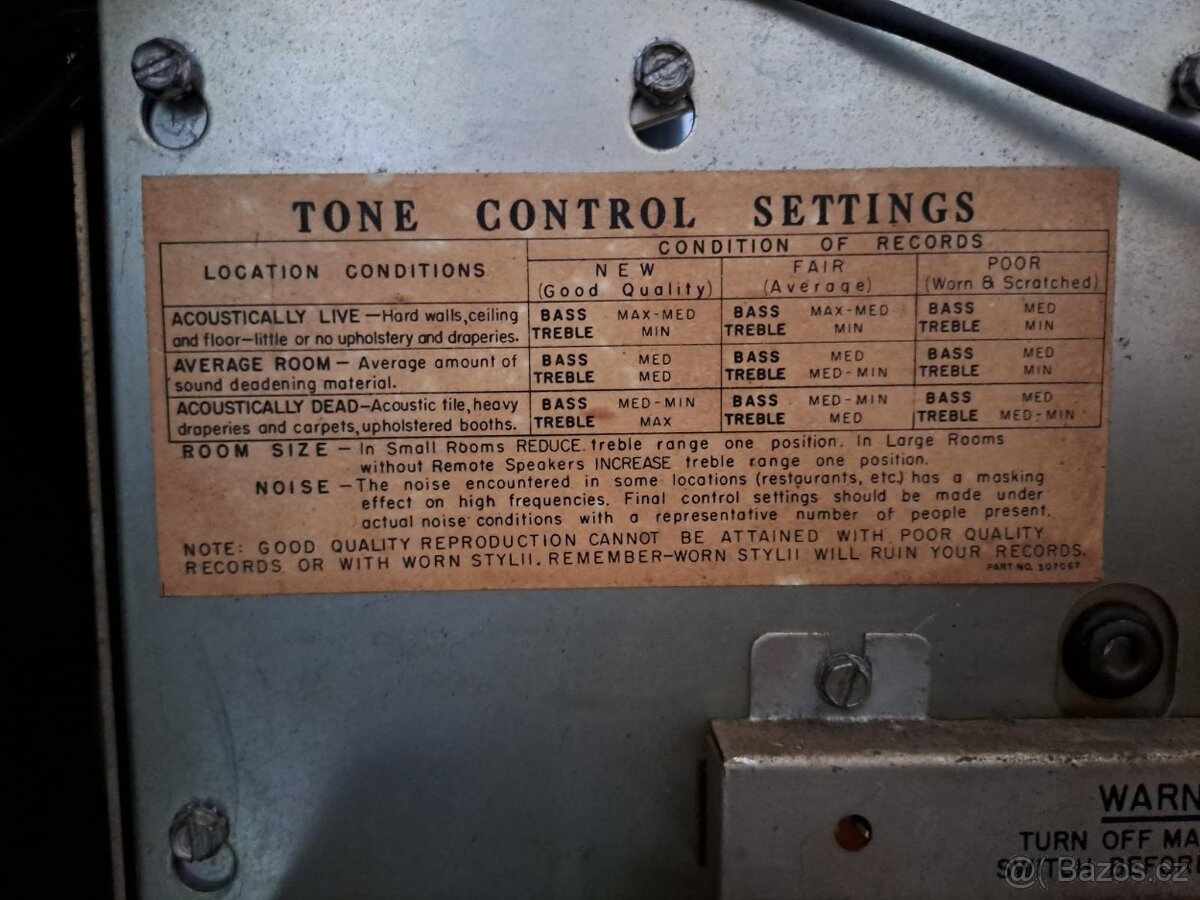 TONE CONTROL SETTINGS
LOCATION CONDITIONS
CONDITION OF RECORDS
NEW
(Good Quality)
FAIR
(Average)
POOR
(Worn & Scratched)
ACOUSTICALLY LIVE—Hard walls, ceiling
and floor—little or no upholstery and draperies.
BASS MAX-MED BASS MAX-MED BASS MED
TREBLE MIN TREBLE MIN TREBLE MIN
AVERAGE ROOM — Average amount of
sound deadening material.
BASS MED BASS MED BASS MED
TREBLE MED TREBLE MED-MIN TREBLE MIN
ACOUSTICALLY DEAD—Acoustic tile, heavy
draperies and carpets, upholstered booths.
BASS MED-MIN BASS MED-MIN BASS MED
TREBLE MAX TREBLE MED TREBLE MED-MIN
ROOM SIZE — In Small Rooms REDUCE treble range one position. In Large Rooms
without Remote Speakers INCREASE treble range one position.
NOISE — The noise encountered in some locations (restaurants, etc.) has a masking
effect on high frequencies. Final control settings should be made under
actual noise conditions with a representative number of people present.
NOTE: GOOD QUALITY REPRODUCTION CANNOT BE ATTAINED WITH POOR QUALITY
RECORDS OR WITH WORN STYLII. REMEMBER—WORN STYLII WILL RUIN YOUR RECORDS.
PART NO. 307067
WARN
TURN OFF MA
SWITCH BEFORE
Bazos.cz